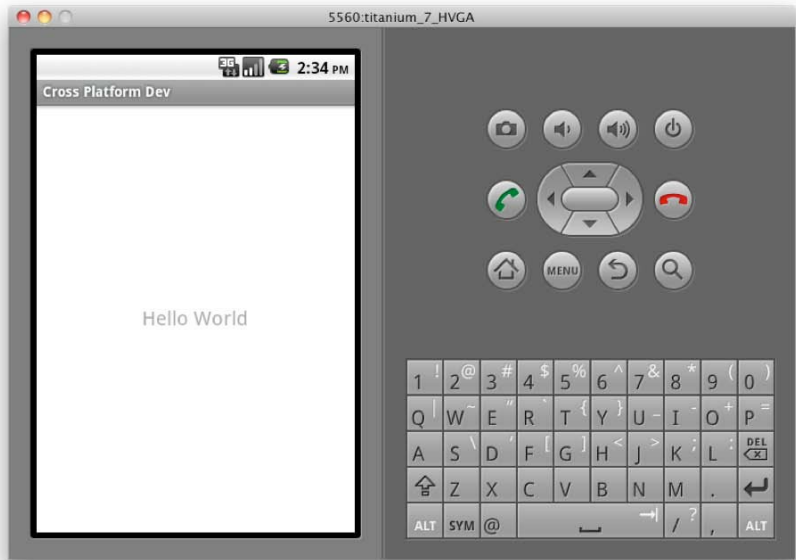 5560:titanium_7_HVGA
3G 2:34 PM
Cross Platform Dev
Hello World
MENU
1 ! 2 @ 3 # 4 $ 5 % 6 ^ 7 & 8 * 9 ( 0 )
Q | W ~ E " R ` T { Y } U _ I - O + P =
A S \ D ' F [ G ] H < J > K ; L : DEL
Z X C V B N M .
ALT SYM @ / ? , ALT